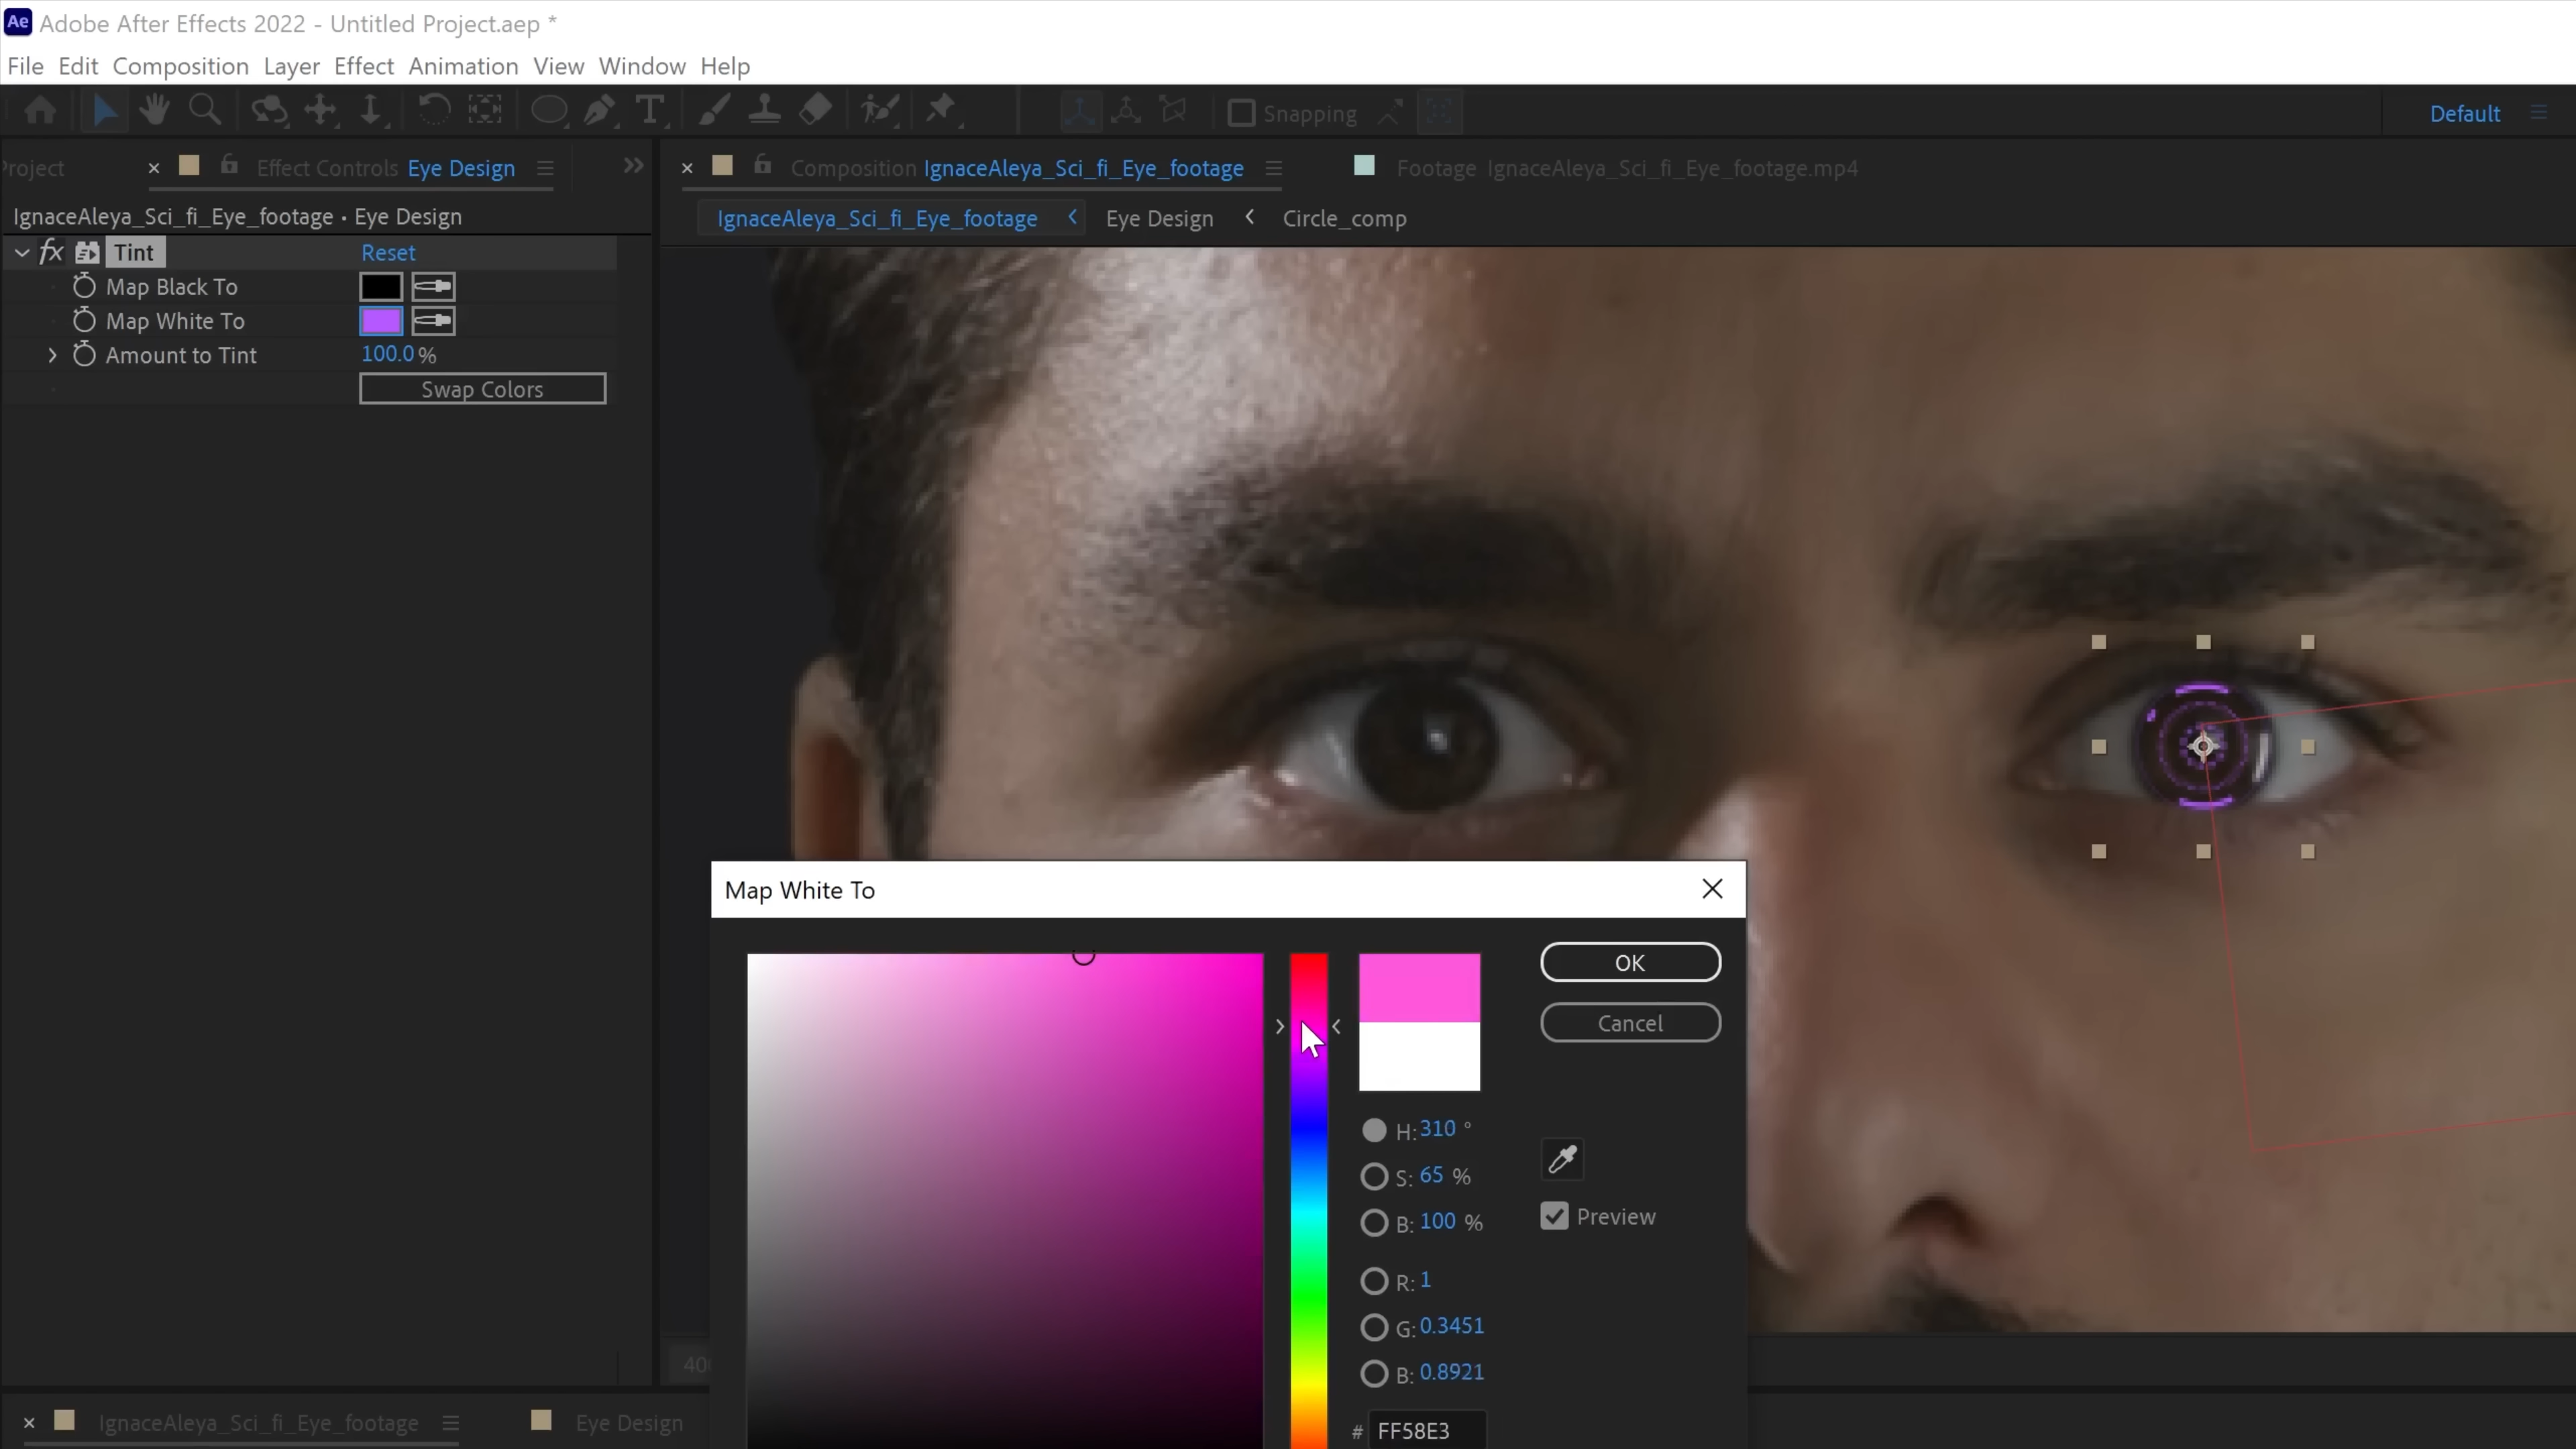 Ae Adobe After Effects 2022 - Untitled Project.aep *
File Edit Composition Layer Effect Animation View Window Help
T Snapping Default
Project × Effect Controls Eye Design × Composition IgnaceAleya_Sci_fi_Eye_footage Footage IgnaceAleya_Sci_fi_Eye_footage.mp4
IgnaceAleya_Sci_fi_Eye_footage • Eye Design
IgnaceAleya_Sci_fi_Eye_footage Eye Design Circle_comp
fx Tint Reset
Map Black To
Map White To
Amount to Tint 100.0 %
Swap Colors
Map White To
OK
Cancel
H: 310 °
S: 65 %
B: 100 %
Preview
R: 1
G: 0.3451
B: 0.8921
# FF58E3
× IgnaceAleya_Sci_fi_Eye_footage Eye Design